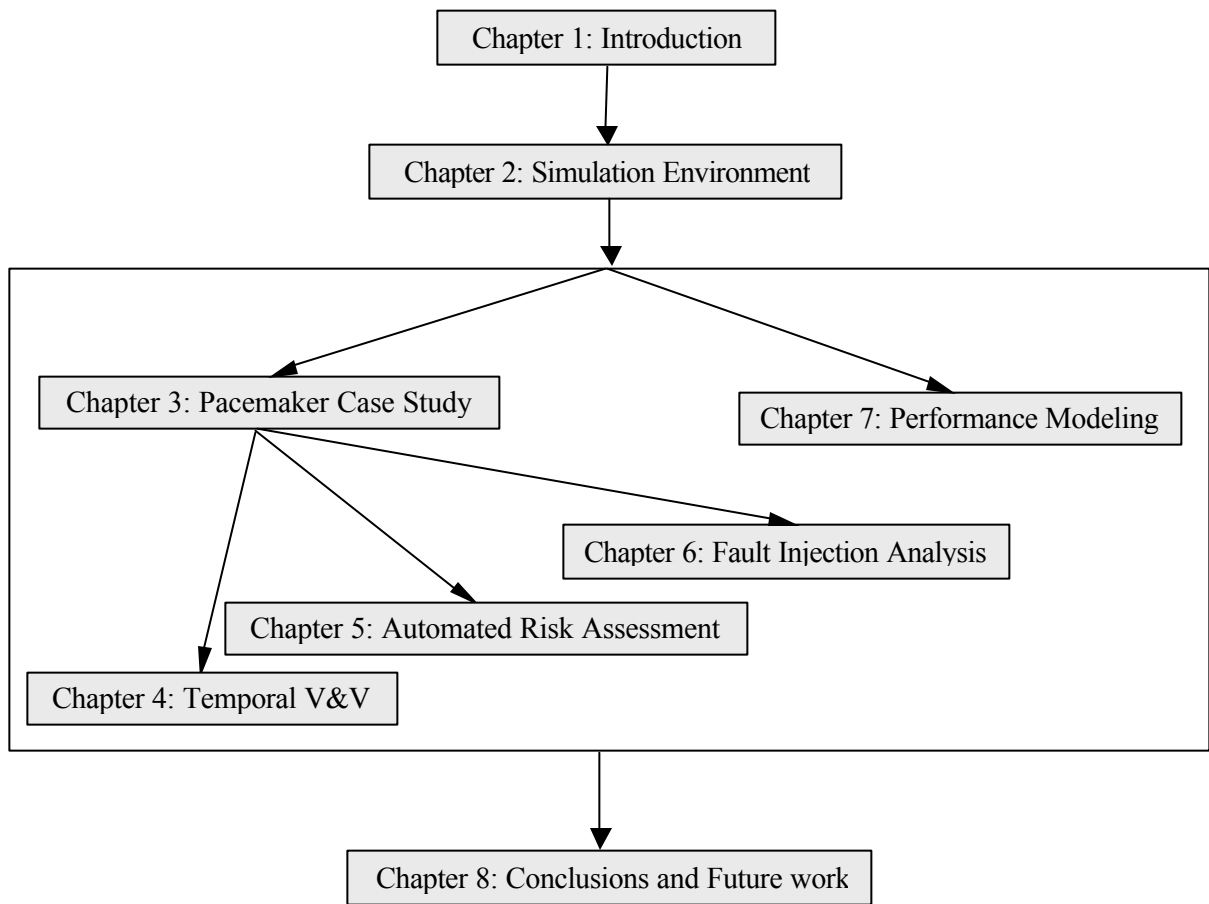 Chapter 1: Introduction
Chapter 2: Simulation Environment
Chapter 3: Pacemaker Case Study
Chapter 7: Performance Modeling
Chapter 6: Fault Injection Analysis
Chapter 5: Automated Risk Assessment
Chapter 4: Temporal V&V
Chapter 8: Conclusions and Future work